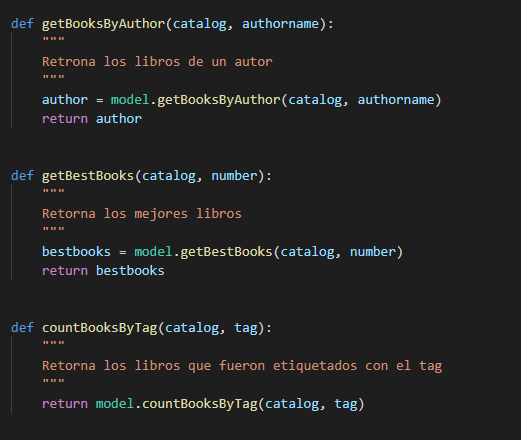 def getBooksByAuthor(catalog, authorname):
    """
    Retrona los libros de un autor
    """
    author = model.getBooksByAuthor(catalog, authorname)
    return author
def getBestBooks(catalog, number):
    """
    Retorna los mejores libros
    """
    bestbooks = model.getBestBooks(catalog, number)
    return bestbooks
def countBooksByTag(catalog, tag):
    """
    Retorna los libros que fueron etiquetados con el tag
    """
    return model.countBooksByTag(catalog, tag)